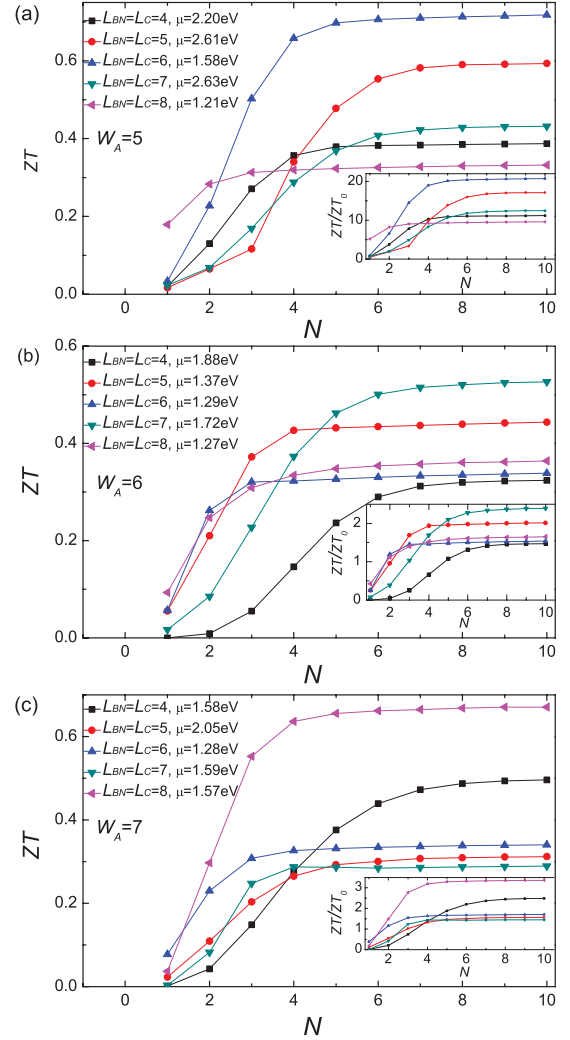 (a)
L_BN=L_C=4, μ=2.20eV
L_BN=L_C=5, μ=2.61eV
L_BN=L_C=6, μ=1.58eV
L_BN=L_C=7, μ=2.63eV
L_BN=L_C=8, μ=1.21eV
W_A=5
ZT
0.6
0.4
0.2
0.0
0 2 4 6 8 10
N
ZT/ZT_0
20
10
0
2 4 6 8 10
N
(b)
L_BN=L_C=4, μ=1.88eV
L_BN=L_C=5, μ=1.37eV
L_BN=L_C=6, μ=1.29eV
L_BN=L_C=7, μ=1.72eV
L_BN=L_C=8, μ=1.27eV
W_A=6
ZT
0.6
0.4
0.2
0.0
0 2 4 6 8 10
N
ZT/ZT_0
2
1
0
2 4 6 8 10
N
(c)
L_BN=L_C=4, μ=1.58eV
L_BN=L_C=5, μ=2.05eV
L_BN=L_C=6, μ=1.28eV
L_BN=L_C=7, μ=1.59eV
L_BN=L_C=8, μ=1.57eV
W_A=7
ZT
0.6
0.4
0.2
0.0
0 2 4 6 8 10
N
ZT/ZT_0
3
2
1
0
2 4 6 8 10
N